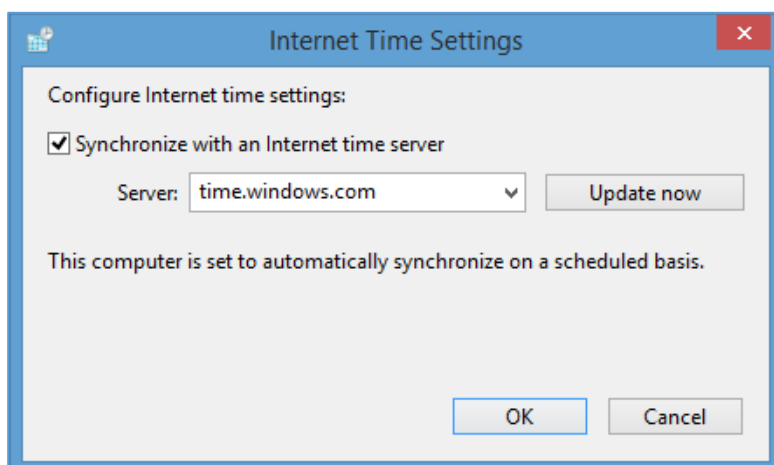 Internet Time Settings
Configure Internet time settings:
Synchronize with an Internet time server
Server: time.windows.com Update now
This computer is set to automatically synchronize on a scheduled basis.
OK Cancel